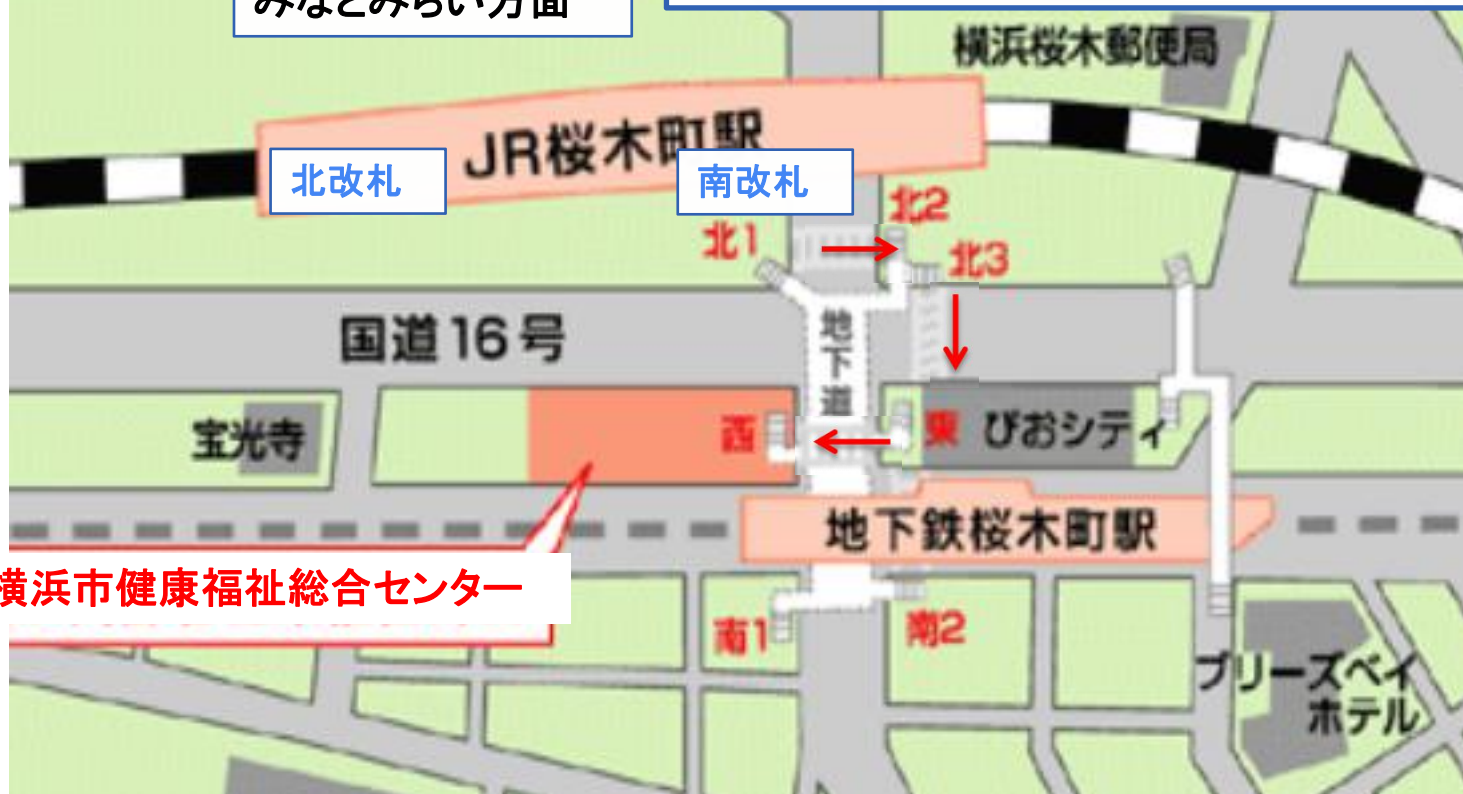 みなとみらい方面
横浜桜木郵便局
JR桜木町駅
北改札
南改札
北2
北1
北3
国道16号
地下道
宝光寺
西
東
ぴおシティ
地下鉄桜木町駅
横浜市健康福祉総合センター
南1
南2
ブリーズベイ
ホテル